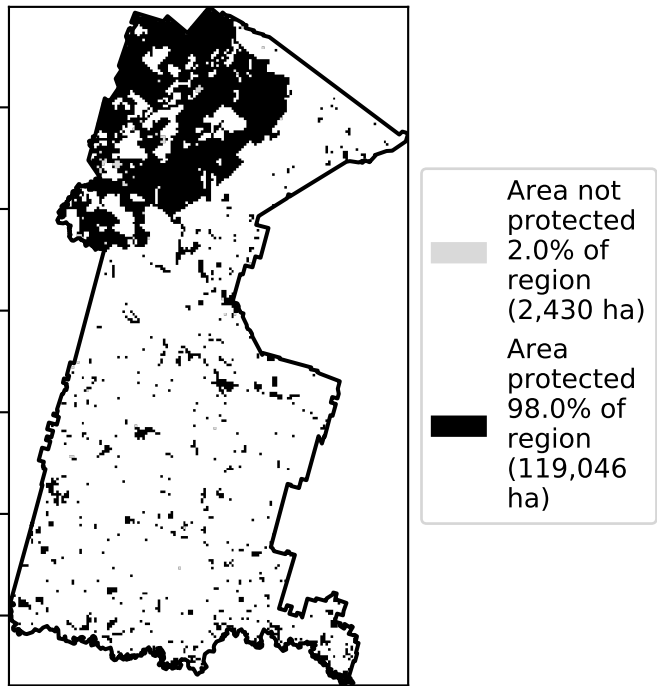 Area not
protected
2.0% of
region
(2,430 ha)
Area
protected
98.0% of
region
(119,046
ha)